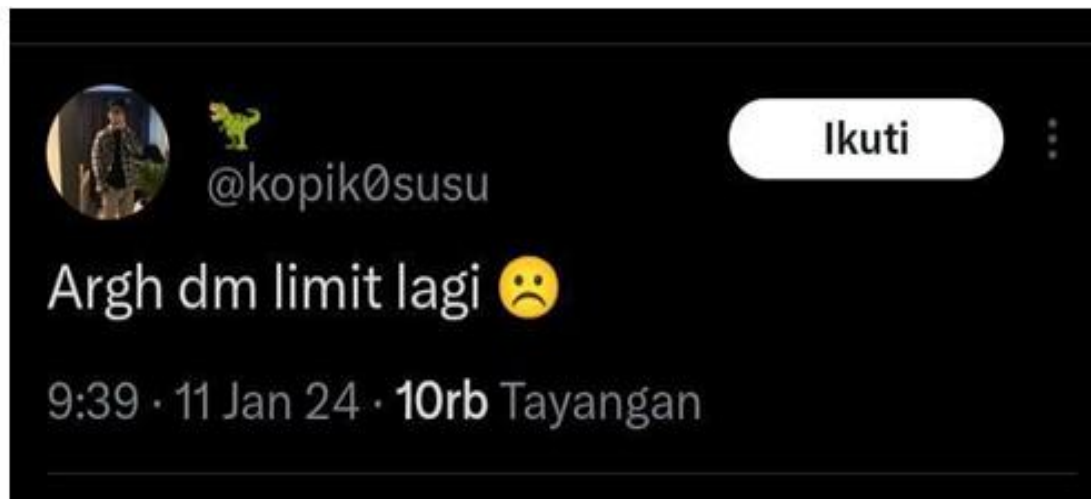 🦖
Ikuti
@kopik0susu
Argh dm limit lagi ☹️
9:39 · 11 Jan 24 · 10rb Tayangan